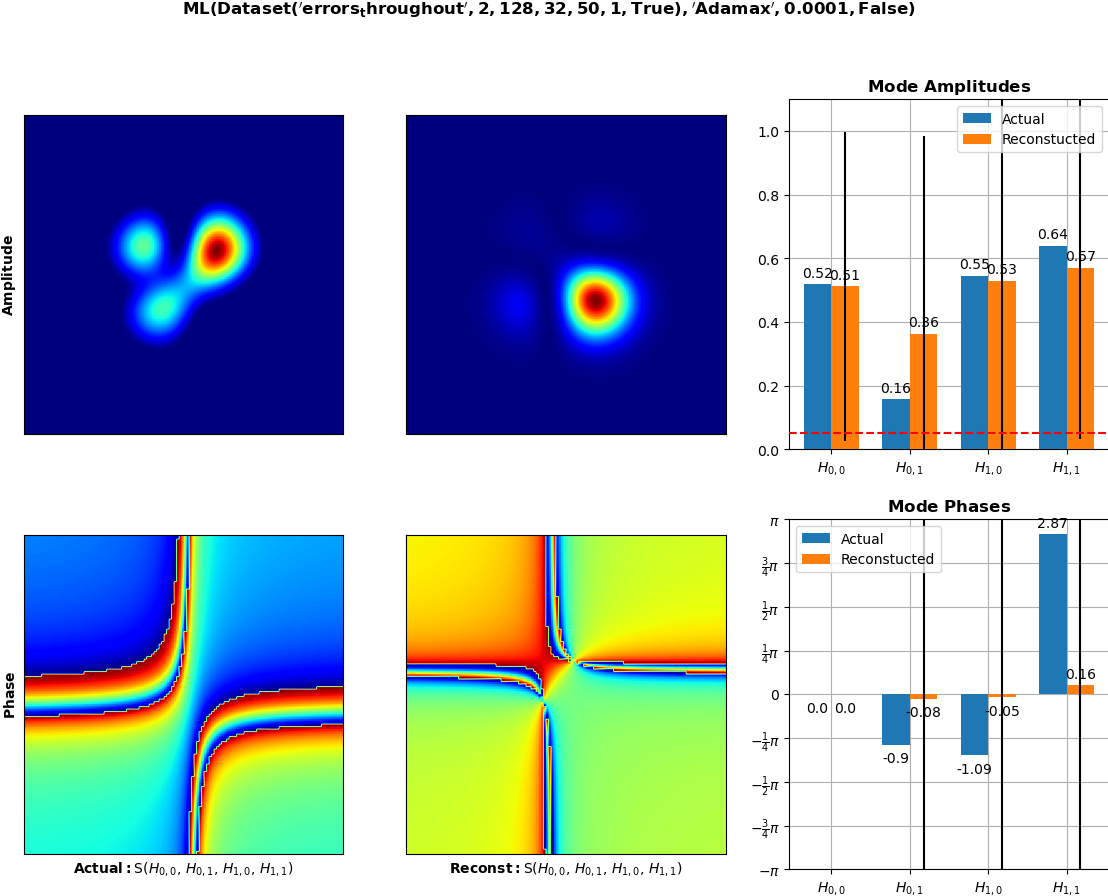 ML(Dataset('errors_throughout', 2, 128, 32, 50, 1, True), 'Adamax', 0.0001, False)
Mode Amplitudes
Amplitude
Actual
Reconstucted
1.0
0.8
0.6
0.4
0.2
0.0
0.52
0.51
0.16
0.36
0.55
0.53
0.64
0.57
H0,0
H0,1
H1,0
H1,1
Mode Phases
Phase
Actual
Reconstucted
π
3/4π
1/2π
1/4π
0
−1/4π
−1/2π
−3/4π
−π
0.0
0.0
-0.9
-0.08
-1.09
-0.05
2.87
0.16
H0,0
H0,1
H1,0
H1,1
Actual: S(H0,0, H0,1, H1,0, H1,1)
Reconst: S(H0,0, H0,1, H1,0, H1,1)